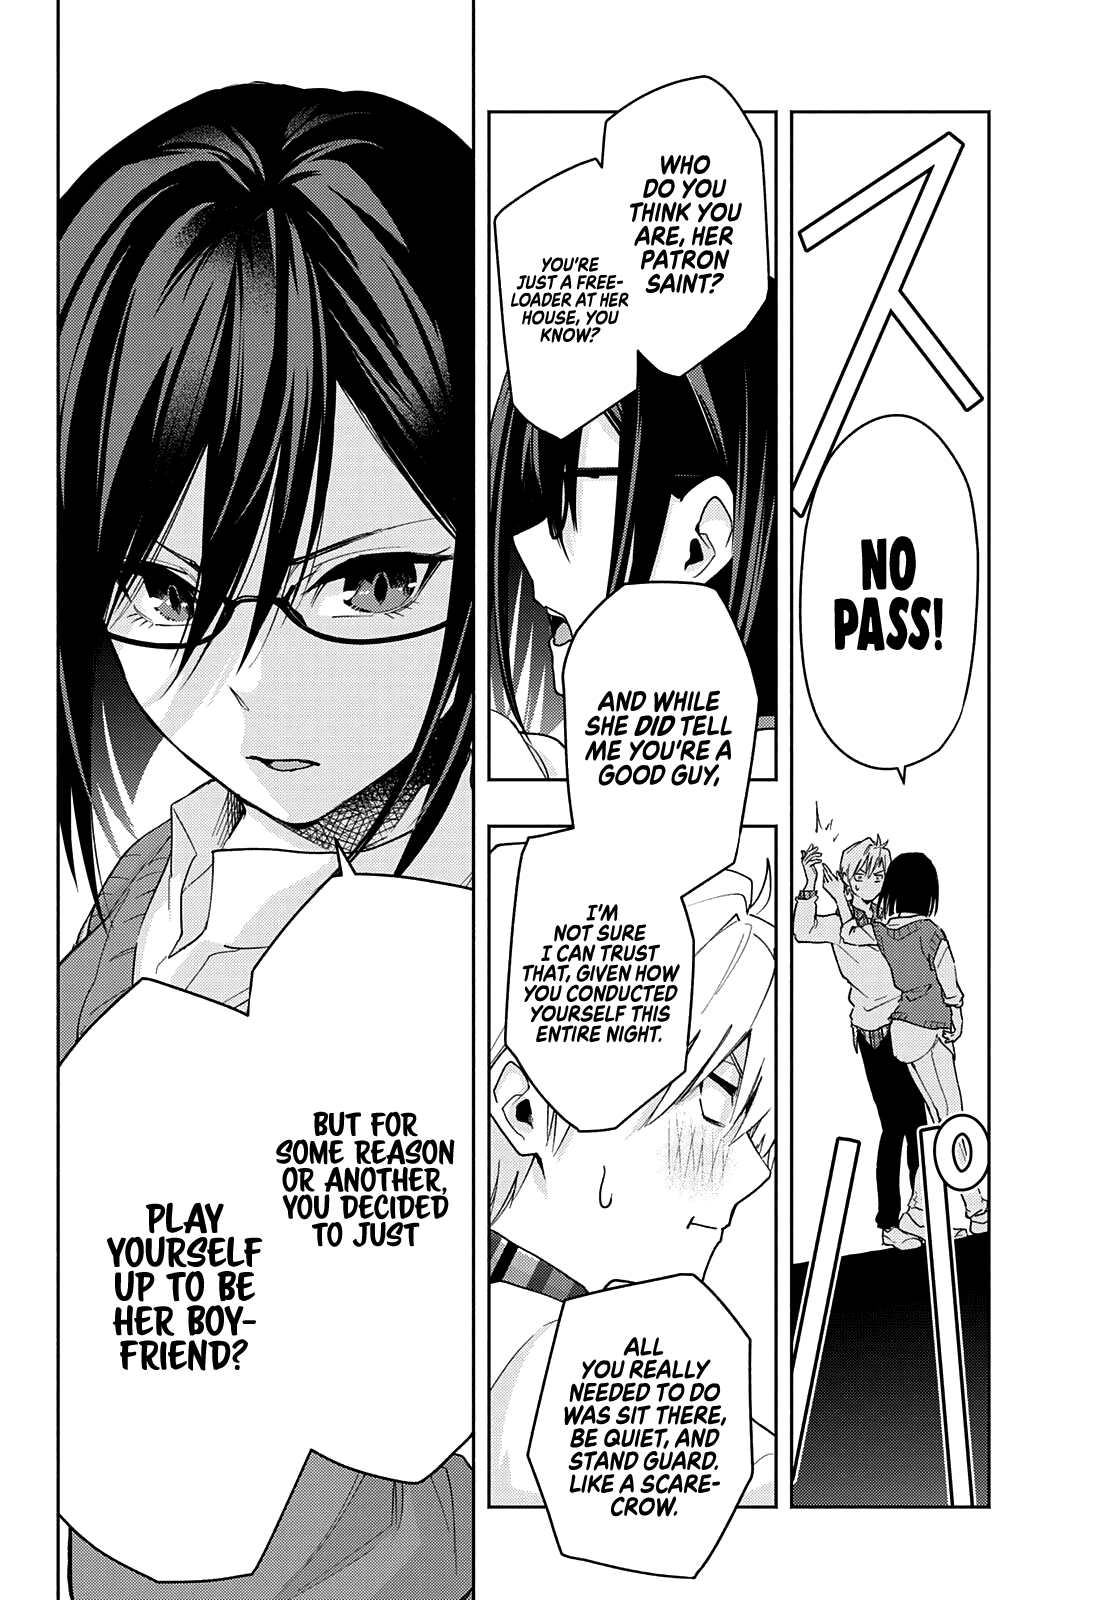 スパ
NO
PASS!
WHO
DO YOU
THINK YOU
ARE, HER
PATRON
SAINT?
YOU'RE
JUST A FREE-
LOADER AT HER
HOUSE, YOU
KNOW?
AND WHILE
SHE DID TELL
ME YOU'RE A
GOOD GUY,
I'M
NOT SURE
I CAN TRUST
THAT, GIVEN HOW
YOU CONDUCTED
YOURSELF THIS
ENTIRE NIGHT.
ALL
YOU REALLY
NEEDED TO DO
WAS SIT THERE,
BE QUIET, AND
STAND GUARD.
LIKE A SCARE-
CROW.
BUT FOR
SOME REASON
OR ANOTHER,
YOU DECIDED
TO JUST
PLAY
YOURSELF
UP TO BE
HER BOY-
FRIEND?